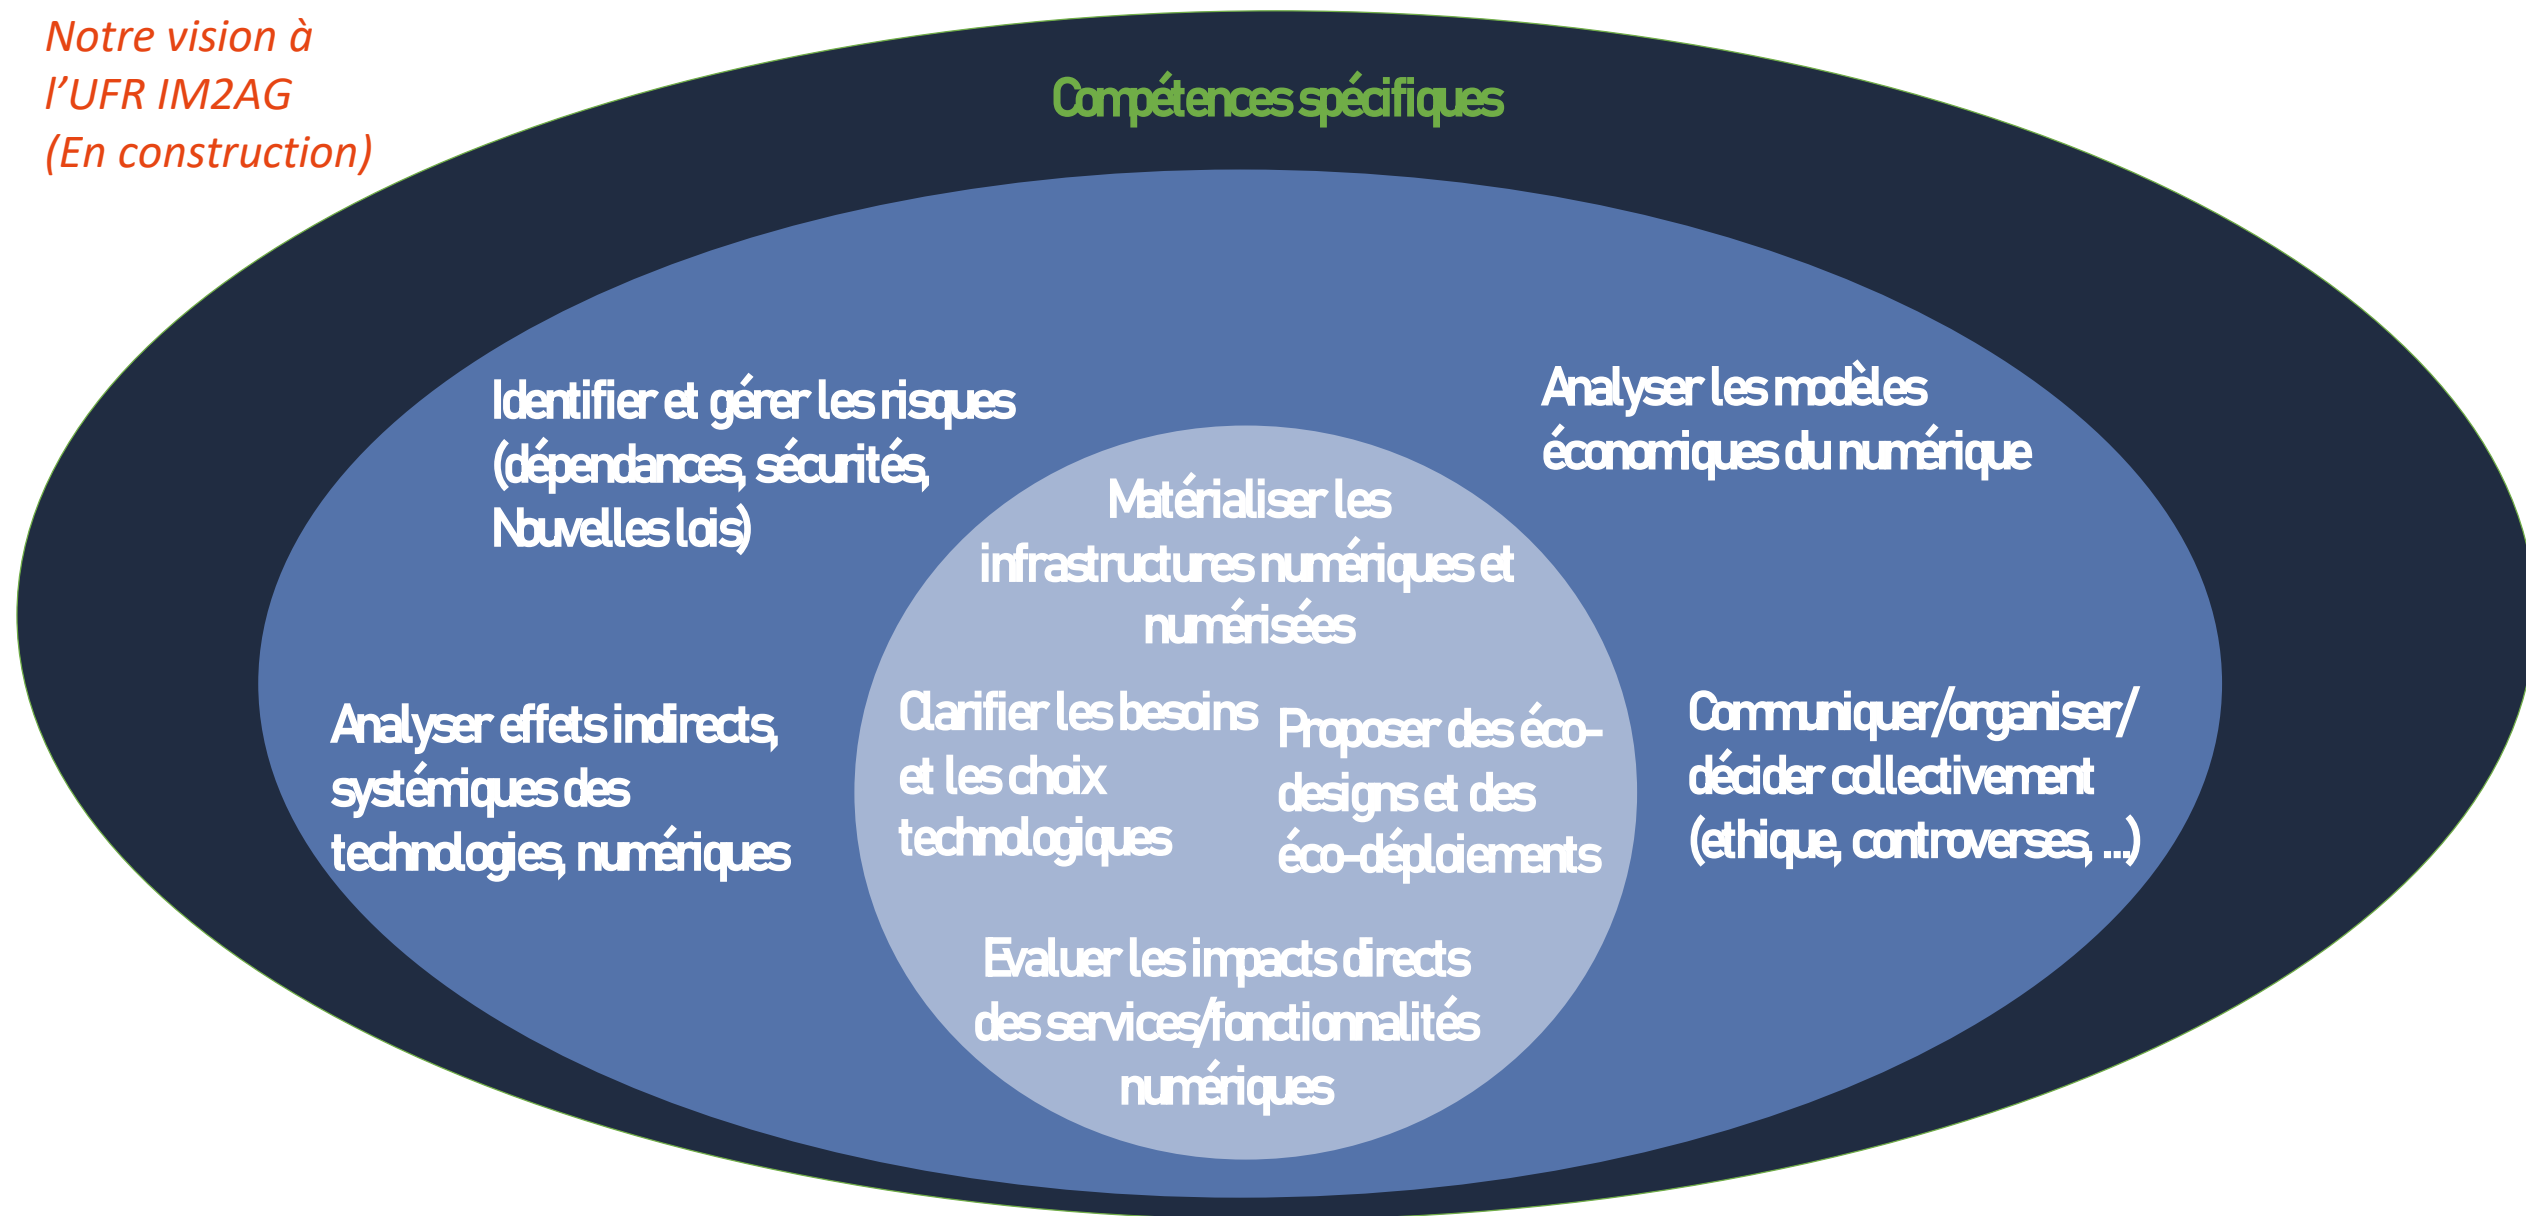 Notre vision à
l’UFR IM2AG
(En construction)
Compétences spécifiques
Identifier et gérer les risques
(dépendances, sécurités,
Nouvelles lois)
Analyser les modèles
économiques du numérique
Matérialiser les
infrastructures numériques et
numérisées
Analyser effets indirects,
systémiques des
technologies, numériques
Clarifier les besoins
et les choix
technologiques
Proposer des éco-
designs et des
éco-déploiements
Communiquer/organiser/
décider collectivement
(ethique, controverses, ...)
Evaluer les impacts directs
des services/fonctionnalités
numériques